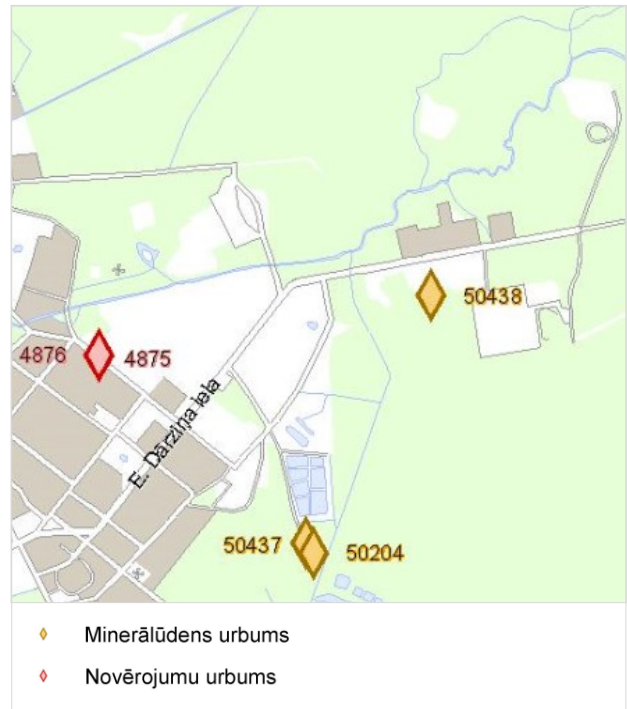 50438
4876 4875
E. Dārziņa iela
50437 50204
Minerālūdens urbums
Novērojumu urbums